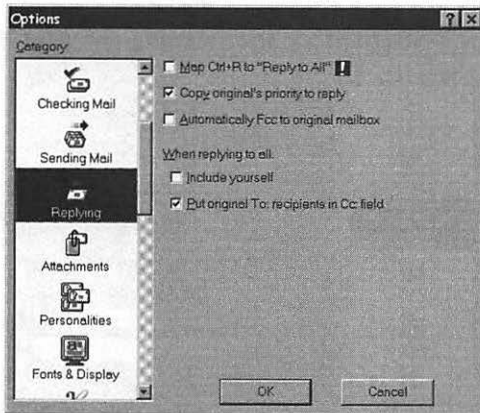 Options
Category:
Checking Mail
Sending Mail
Replying
Attachments
Personalities
Fonts & Display
Map Ctrl+R to "Reply to All"
Copy original's priority to reply
Automatically Fcc to original mailbox
When replying to all:
Include yourself
Put original To: recipients in Cc: field
OK
Cancel